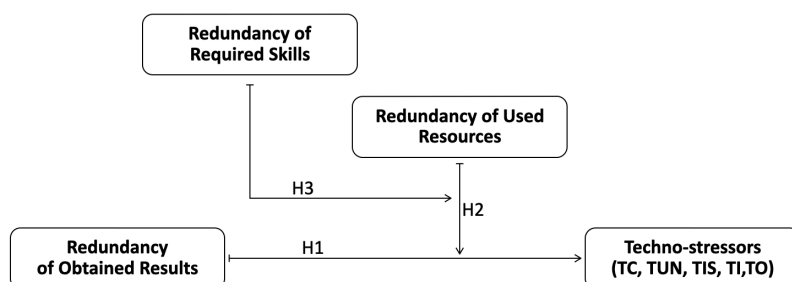 Redundancy of
Required Skills
Redundancy of Used
Resources
H3
H2
H1
Redundancy
of Obtained Results
Techno-stressors
(TC, TUN, TIS, TI,TO)